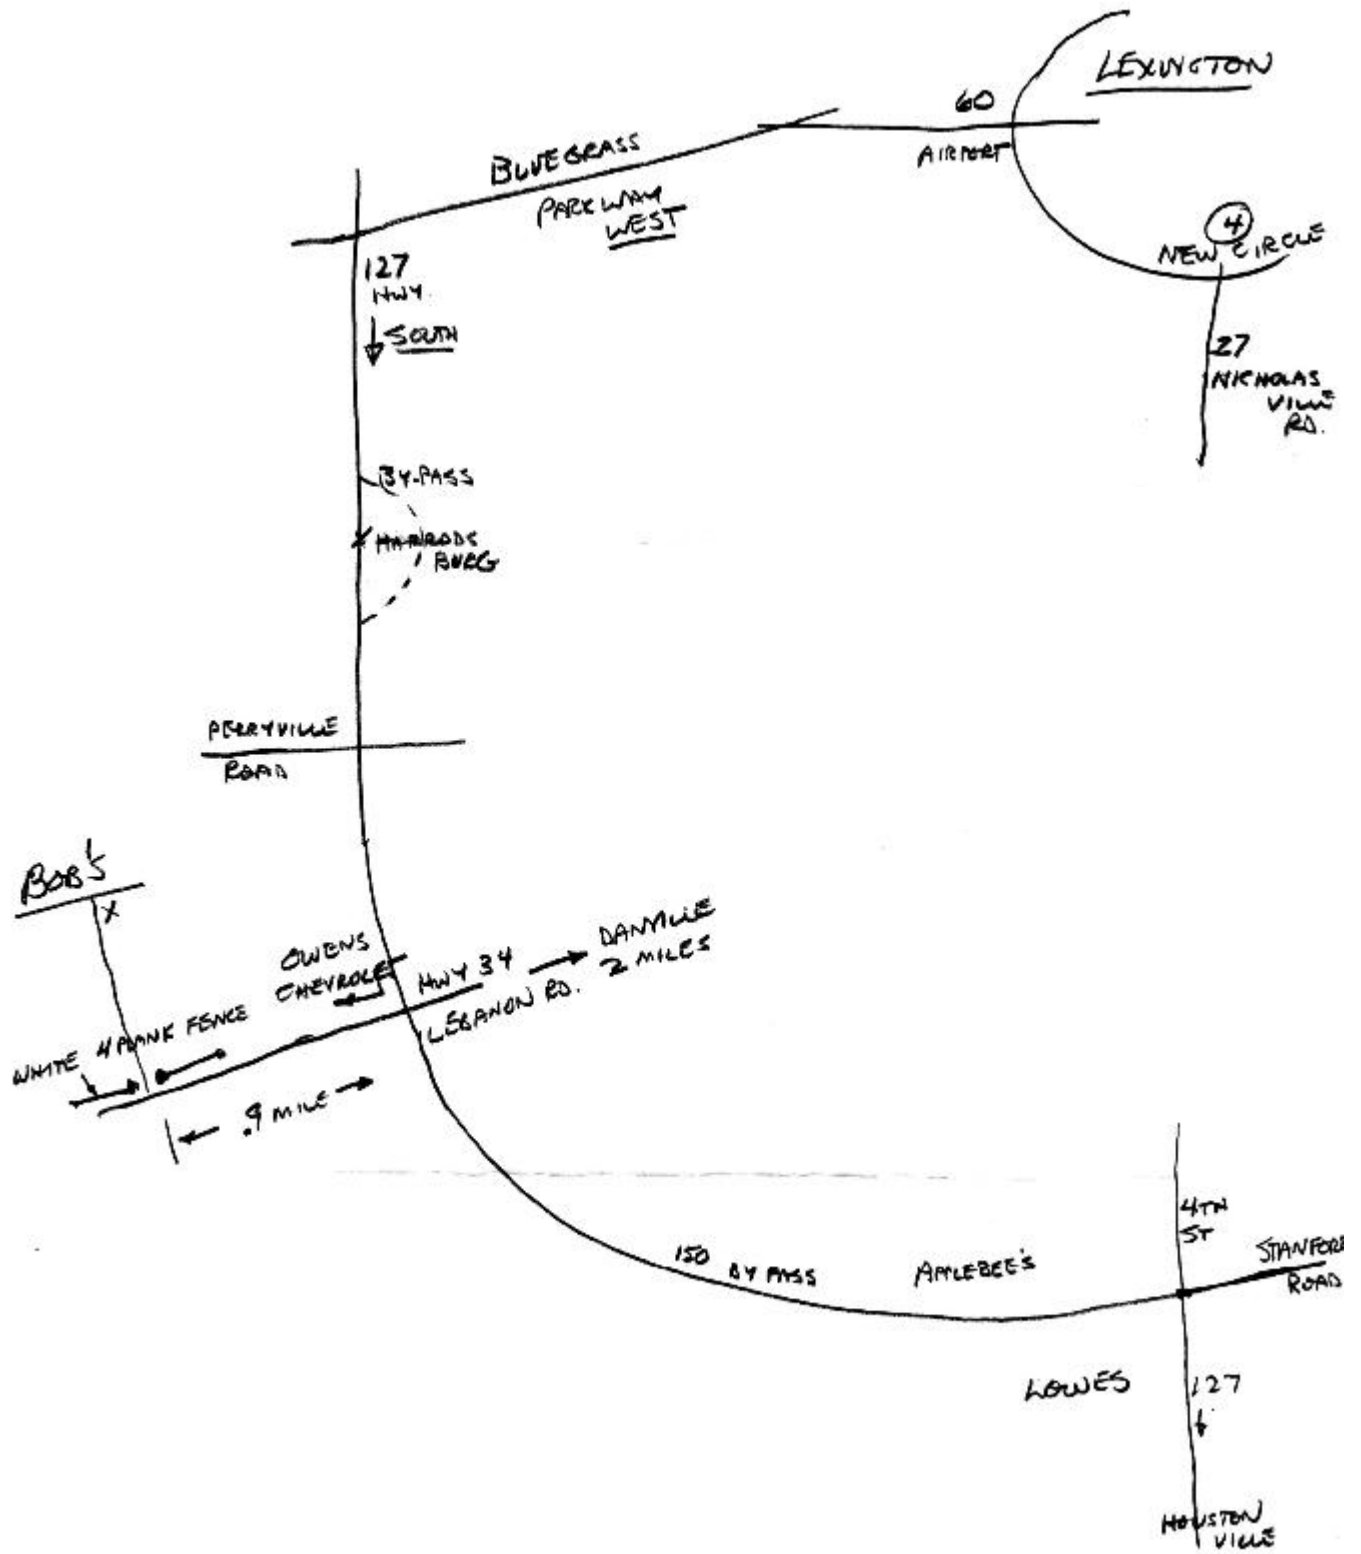 LEXINGTON
60
AIRPORT
BLUEGRASS
PARKWAY
WEST
4
NEW CIRCLE
127
HWY.
SOUTH
27
NICHOLAS
VILLE
RD.
BY-PASS
HARRODS
BURG
PERRYVILLE
ROAD
BOB'S
X
OWENS
CHEVROLET
HWY 34
DANVILLE
2 MILES
LEBANON RD.
WHITE 4 PLANK FENCE
.9 MILE
4TH
ST
STANFORD
ROAD
150 BY PASS
APPLEBEE'S
LOWES
127
HOUSTON
VILLE